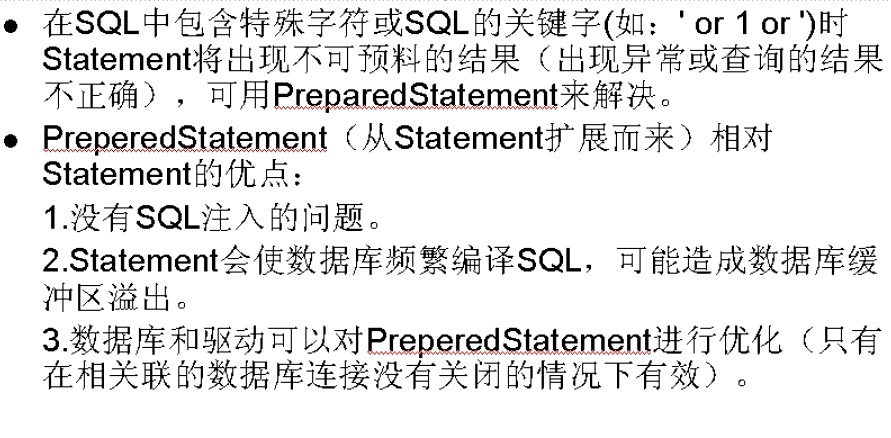 ● 在SQL中包含特殊字符或SQL的关键字(如：' or 1 or ')时
Statement将出现不可预料的结果（出现异常或查询的结果
不正确），可用PreparedStatement来解决。
● PreperedStatement（从Statement扩展而来）相对
Statement的优点：
1.没有SQL注入的问题。
2.Statement会使数据库频繁编译SQL，可能造成数据库缓
冲区溢出。
3.数据库和驱动可以对PreperedStatement进行优化（只有
在相关联的数据库连接没有关闭的情况下有效）。